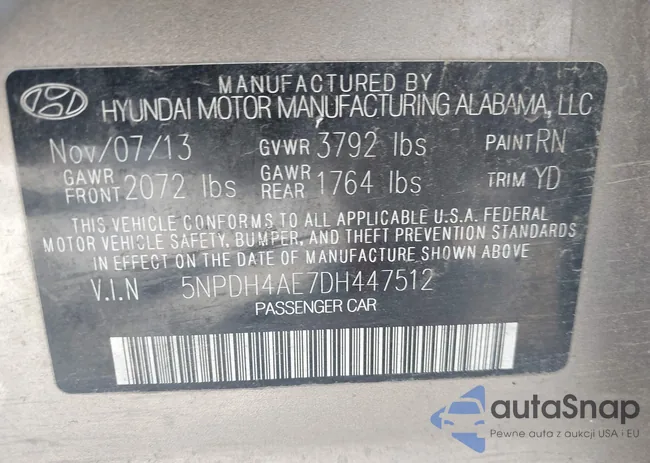 MANUFACTURED BY
HYUNDAI MOTOR MANUFACTURING ALABAMA, LLC
Nov/07/13 GVWR 3792 lbs PAINT RN
GAWR FRONT 2072 lbs GAWR REAR 1764 lbs TRIM YD
THIS VEHICLE CONFORMS TO ALL APPLICABLE U.S.A. FEDERAL
MOTOR VEHICLE SAFETY, BUMPER, AND THEFT PREVENTION STANDARDS
IN EFFECT ON THE DATE OF MANUFACTURE SHOWN ABOVE.
V.I.N 5NPDH4AE7DH447512
PASSENGER CAR
autoSnap
Pewne auta z aukcji USA i EU